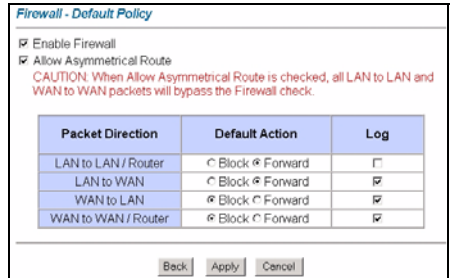 Firewall - Default Policy
Enable Firewall
Allow Asymmetrical Route
CAUTION: When Allow Asymmetrical Route is checked, all LAN to LAN and
WAN to WAN packets will bypass the Firewall check.
Packet Direction Default Action Log
LAN to LAN / Router Block Forward
LAN to WAN Block Forward
WAN to LAN Block Forward
WAN to WAN / Router Block Forward
Back Apply Cancel